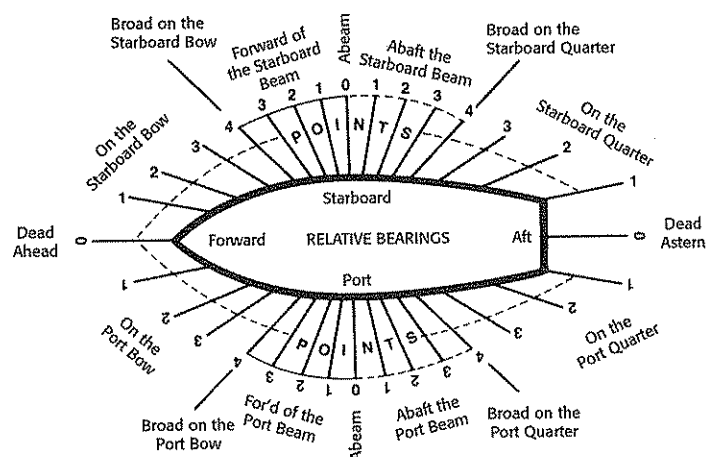 Broad on the
Starboard Bow
Forward of
the Starboard
Beam
Abeam
Abaft the
Starboard Beam
Broad on the
Starboard Quarter
On the
Starboard Bow
4 3 2 1 0 1 2 3 4
P O I N T S
On the
Starboard Quarter
3
2
1
3
2
1
Starboard
Dead
Ahead
0
Forward
RELATIVE BEARINGS
Aft
0
Dead
Astern
Port
1
2
3
On the
Port Bow
P O I N T S
4 3 2 1 0 1 2 3 4
3
2
1
On the
Port Quarter
Broad on the
Port Bow
For'd of the
Port Beam
Abeam
Abaft the
Port Beam
Broad on the
Port Quarter